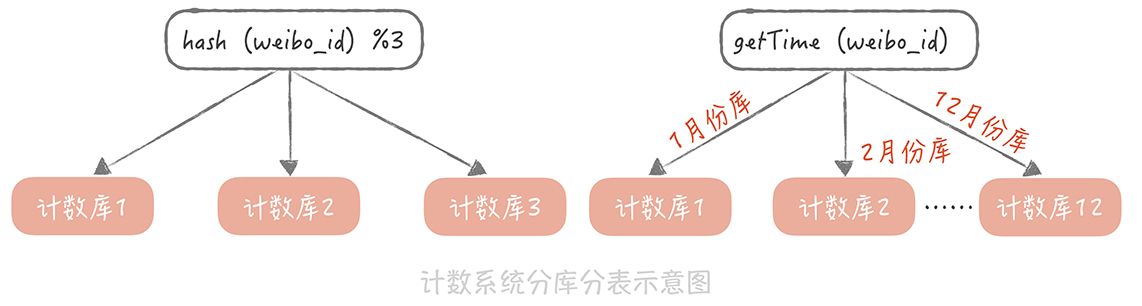 hash (weibo_id) %3
计数库1
计数库2
计数库3
getTime (weibo_id)
1月份库
2月份库
12月份库
计数库1
计数库2
......
计数库12
计数系统分库分表示意图